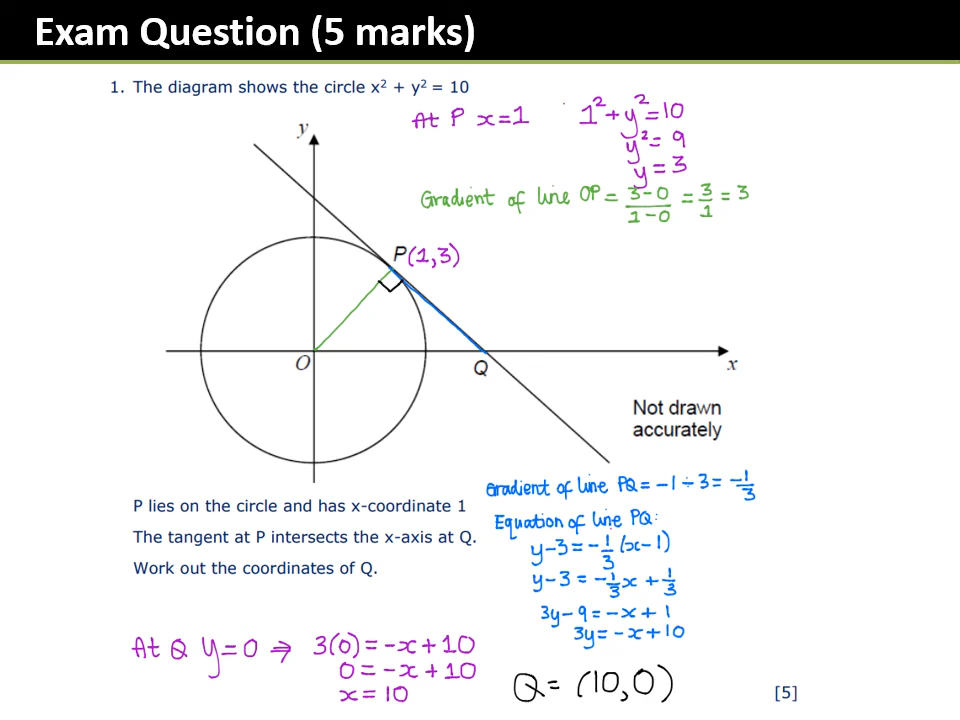 Exam Question (5 marks)
1. The diagram shows the circle x² + y² = 10
At P x=1
1²+y²=10
y²=9
y=3
Gradient of line OP = (3-0)/(1-0) = 3/1 = 3
y
P(1,3)
O
Q
x
Not drawn
accurately
P lies on the circle and has x-coordinate 1
The tangent at P intersects the x-axis at Q.
Work out the coordinates of Q.
Gradient of line PQ = -1 ÷ 3 = -1/3
Equation of line PQ:
y-3 = -1/3 (x-1)
y-3 = -1/3x + 1/3
3y-9 = -x+1
3y = -x+10
At Q y=0 ⇒ 3(0) = -x+10
0 = -x+10
x=10
Q = (10,0)
[5]